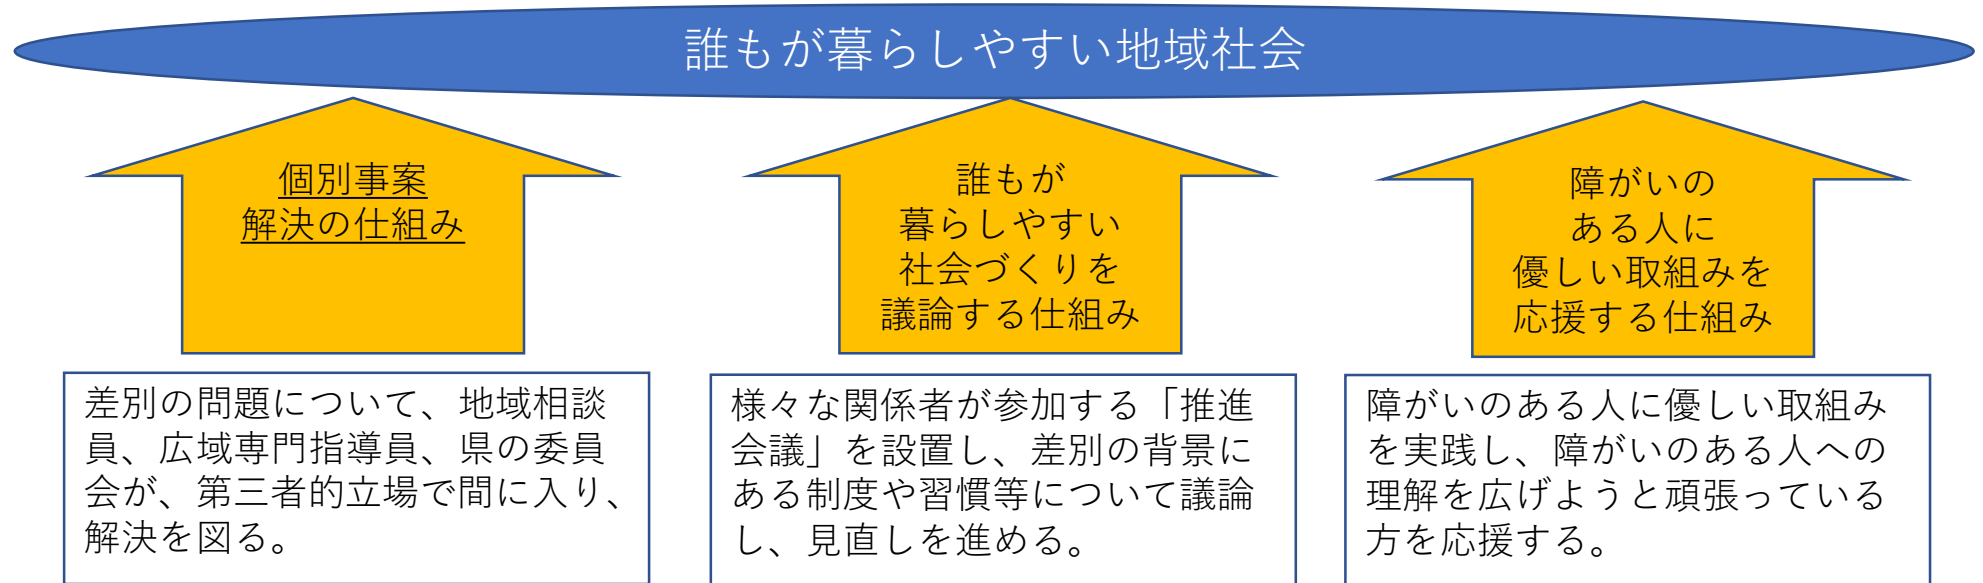 誰もが暮らしやすい地域社会
個別事案
解決の仕組み
誰もが
暮らしやすい
社会づくりを
議論する仕組み
障がいの
ある人に
優しい取組みを
応援する仕組み
差別の問題について、地域相談
員、広域専門指導員、県の委員
会が、第三者的立場で間に入り、
解決を図る。
様々な関係者が参加する「推進
会議」を設置し、差別の背景に
ある制度や習慣等について議論
し、見直しを進める。
障がいのある人に優しい取組み
を実践し、障がいのある人への
理解を広げようと頑張っている
方を応援する。